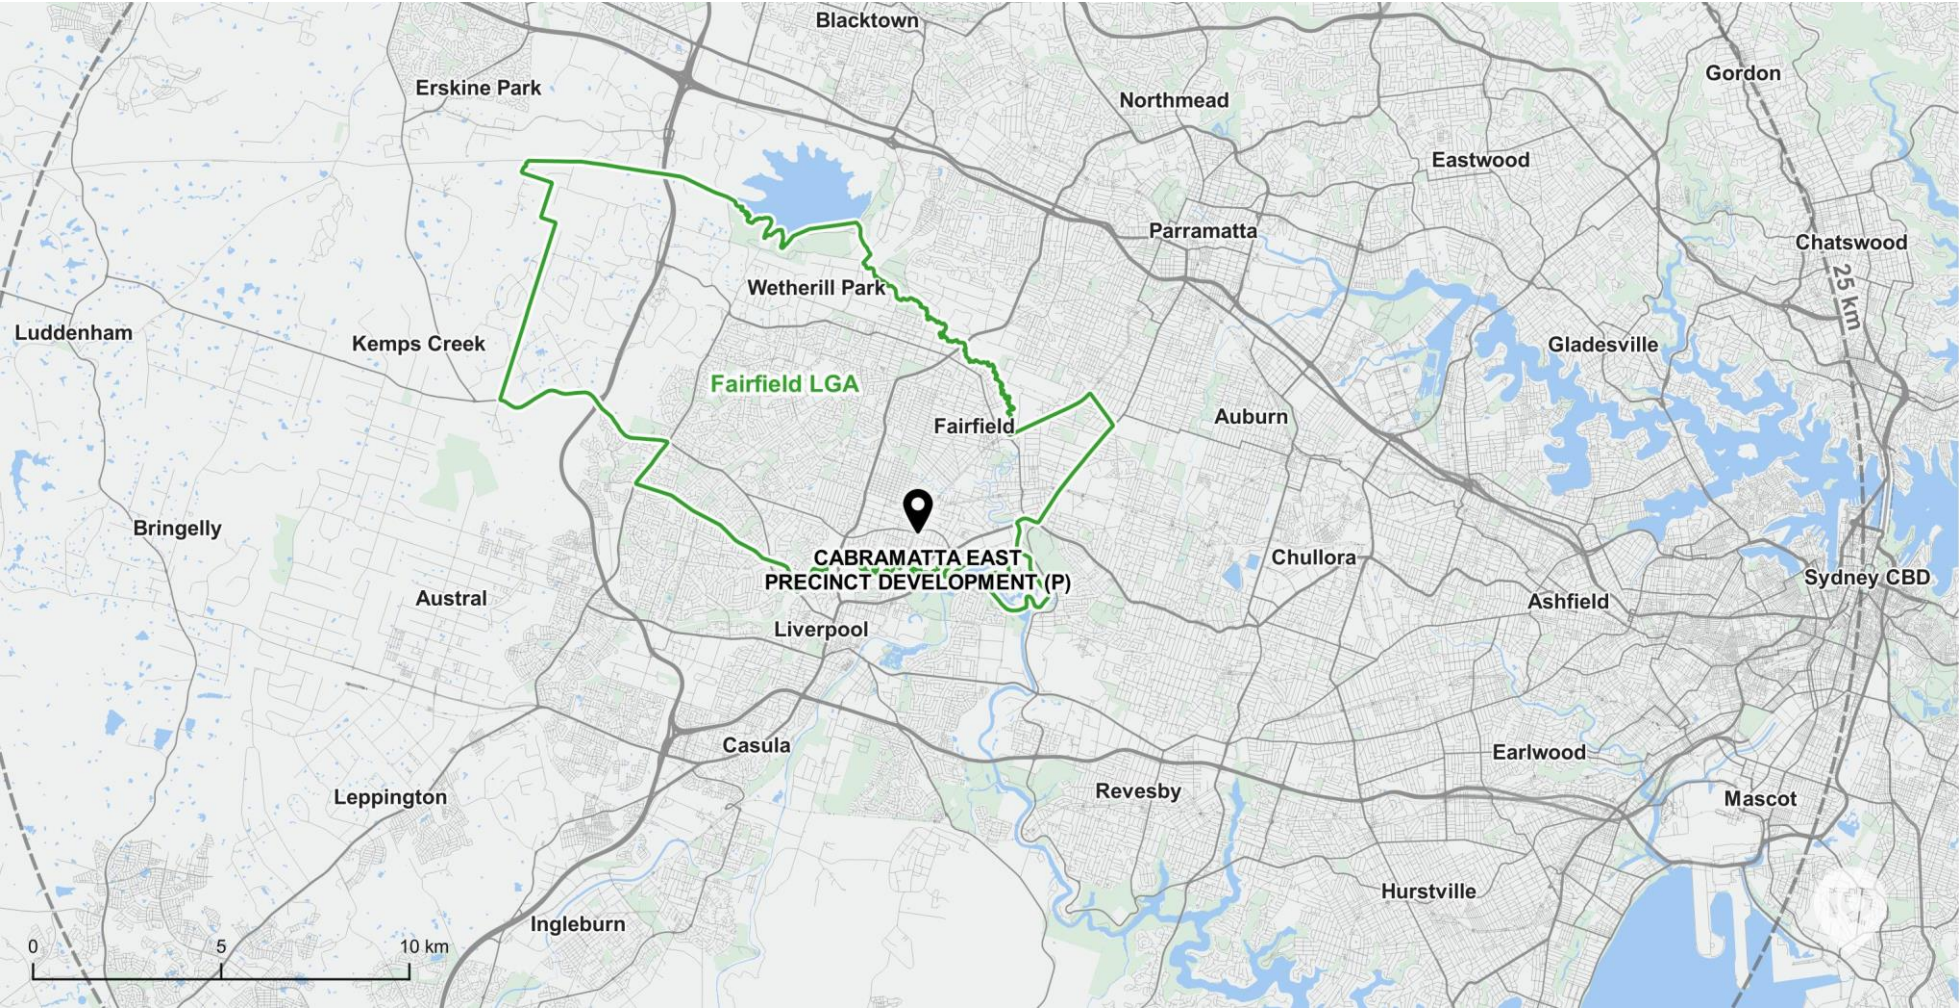 Blacktown
Gordon
Erskine Park
Northmead
Eastwood
Parramatta
Chatswood
25 km
Wetherill Park
Luddenham
Kemps Creek
Gladesville
Fairfield LGA
Auburn
Fairfield
Bringelly
CABRAMATTA EAST
PRECINCT DEVELOPMENT (P)
Chullora
Sydney CBD
Austral
Ashfield
Liverpool
Casula
Earlwood
Leppington
Revesby
Mascot
Hurstville
Ingleburn
0 5 10 km